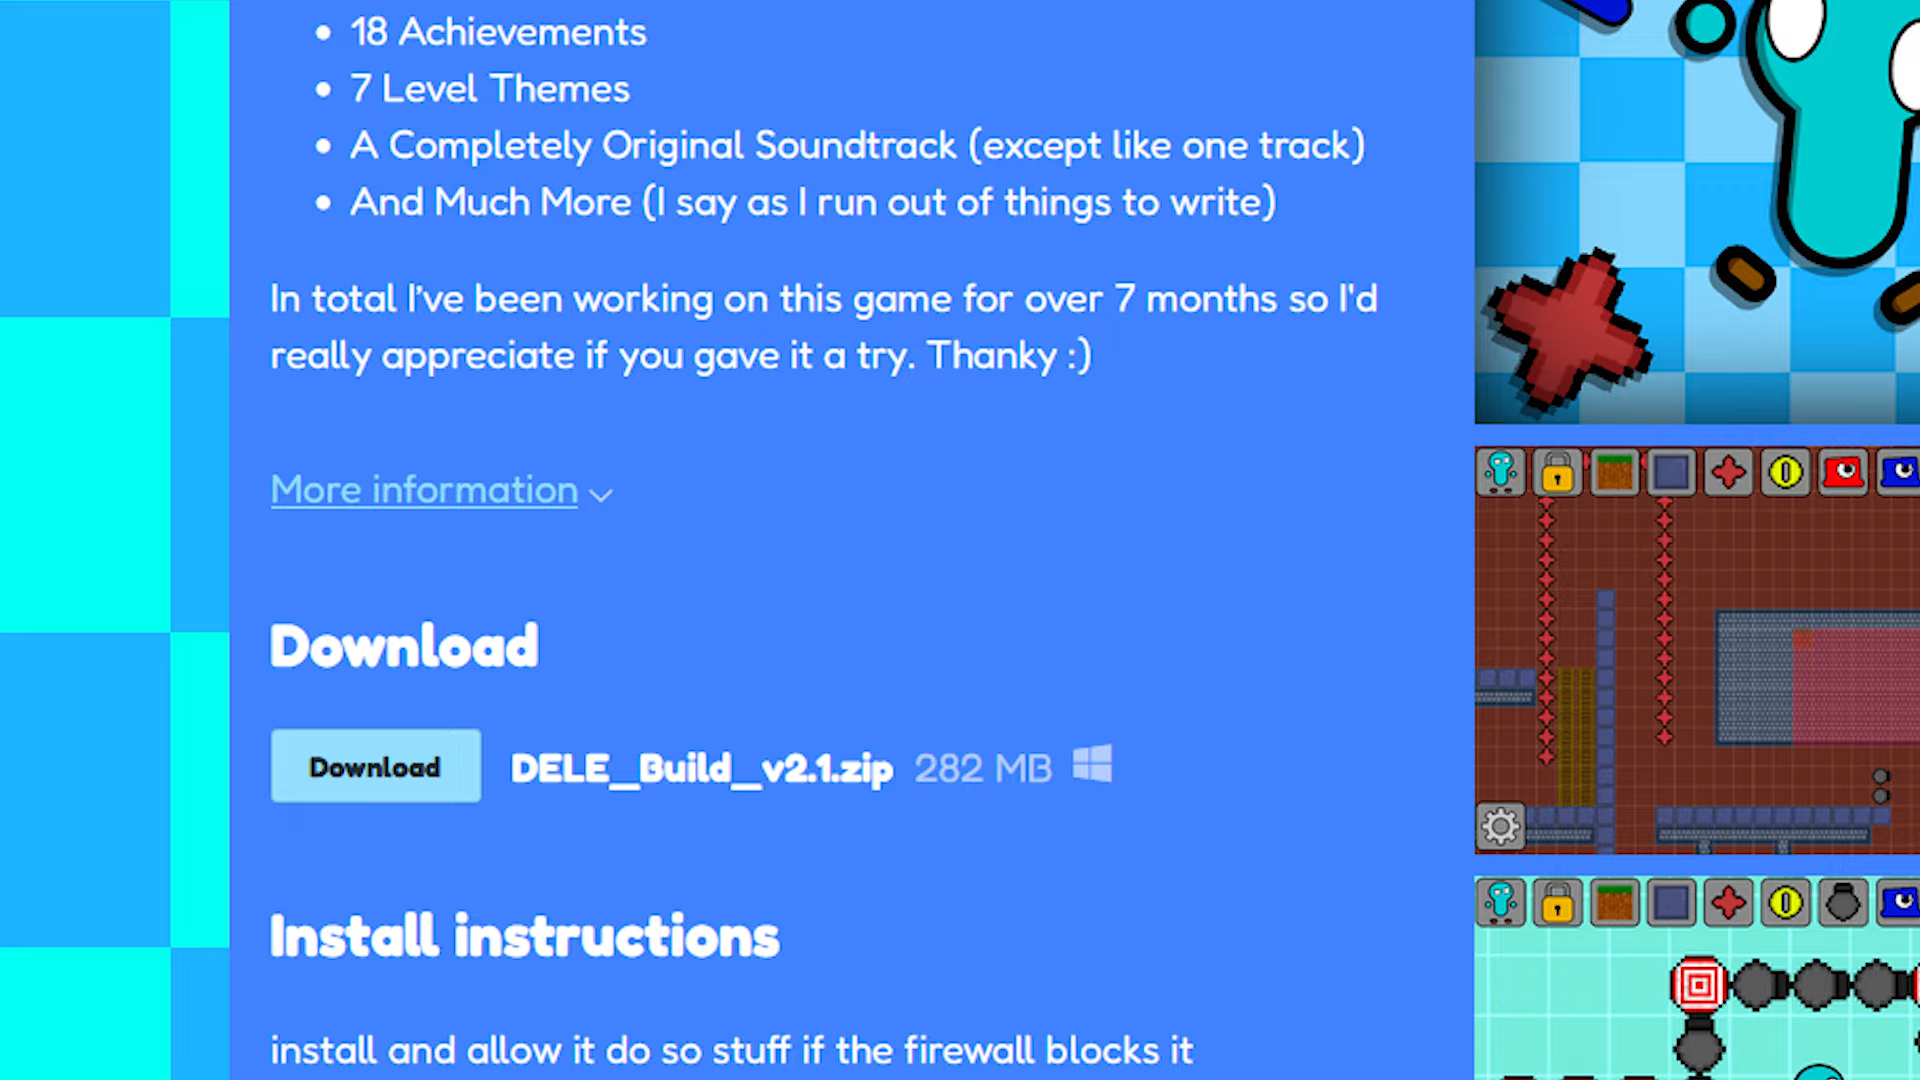 18 Achievements
7 Level Themes
A Completely Original Soundtrack (except like one track)
And Much More (I say as I run out of things to write)
In total I've been working on this game for over 7 months so I'd
really appreciate if you gave it a try. Thanky :)
More information
Download
Download DELE__Build__v2.1.zip 282 MB
Install instructions
install and allow it do so stuff if the firewall blocks it